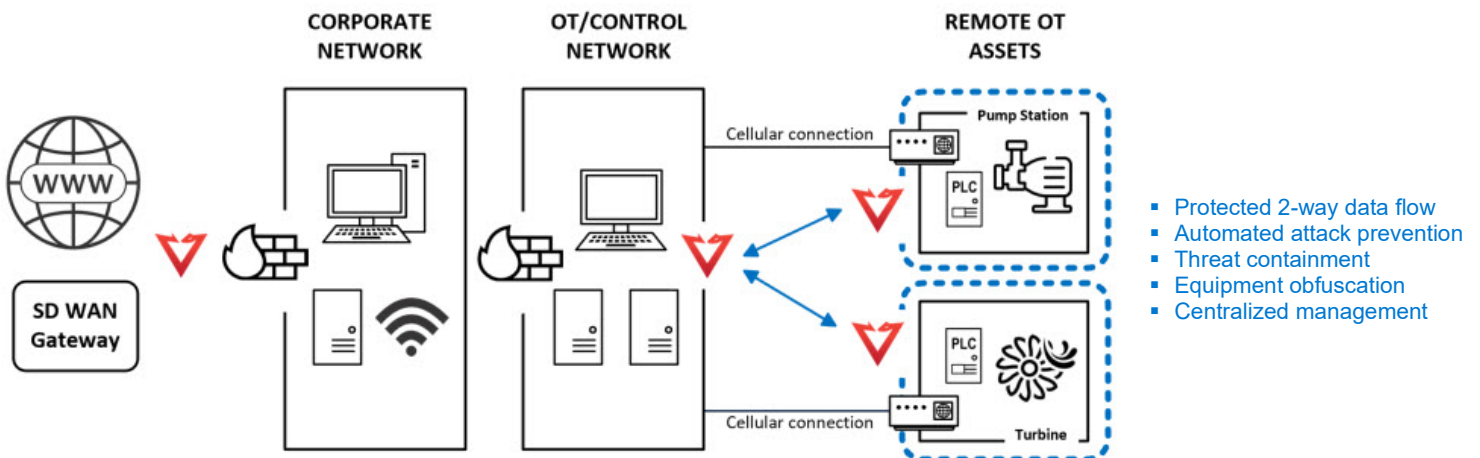 CORPORATE
NETWORK
OT/CONTROL
NETWORK
REMOTE OT
ASSETS
WWW
SD WAN
Gateway
Cellular connection
Pump Station
PLC
PLC
Turbine
Cellular connection
▪ Protected 2-way data flow
▪ Automated attack prevention
▪ Threat containment
▪ Equipment obfuscation
▪ Centralized management